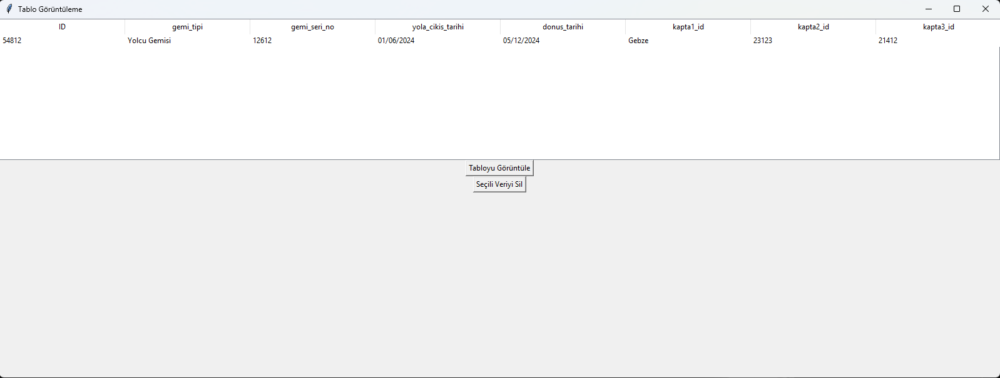 Tablo Görüntüleme
ID gemi_tipi gemi_seri_no yola_cikis_tarihi donus_tarihi kapta1_id kapta2_id kapta3_id
54812 Yolcu Gemisi 12612 01/06/2024 05/12/2024 Gebze 23123 21412
Tabloyu Görüntüle
Seçili Veriyi Sil